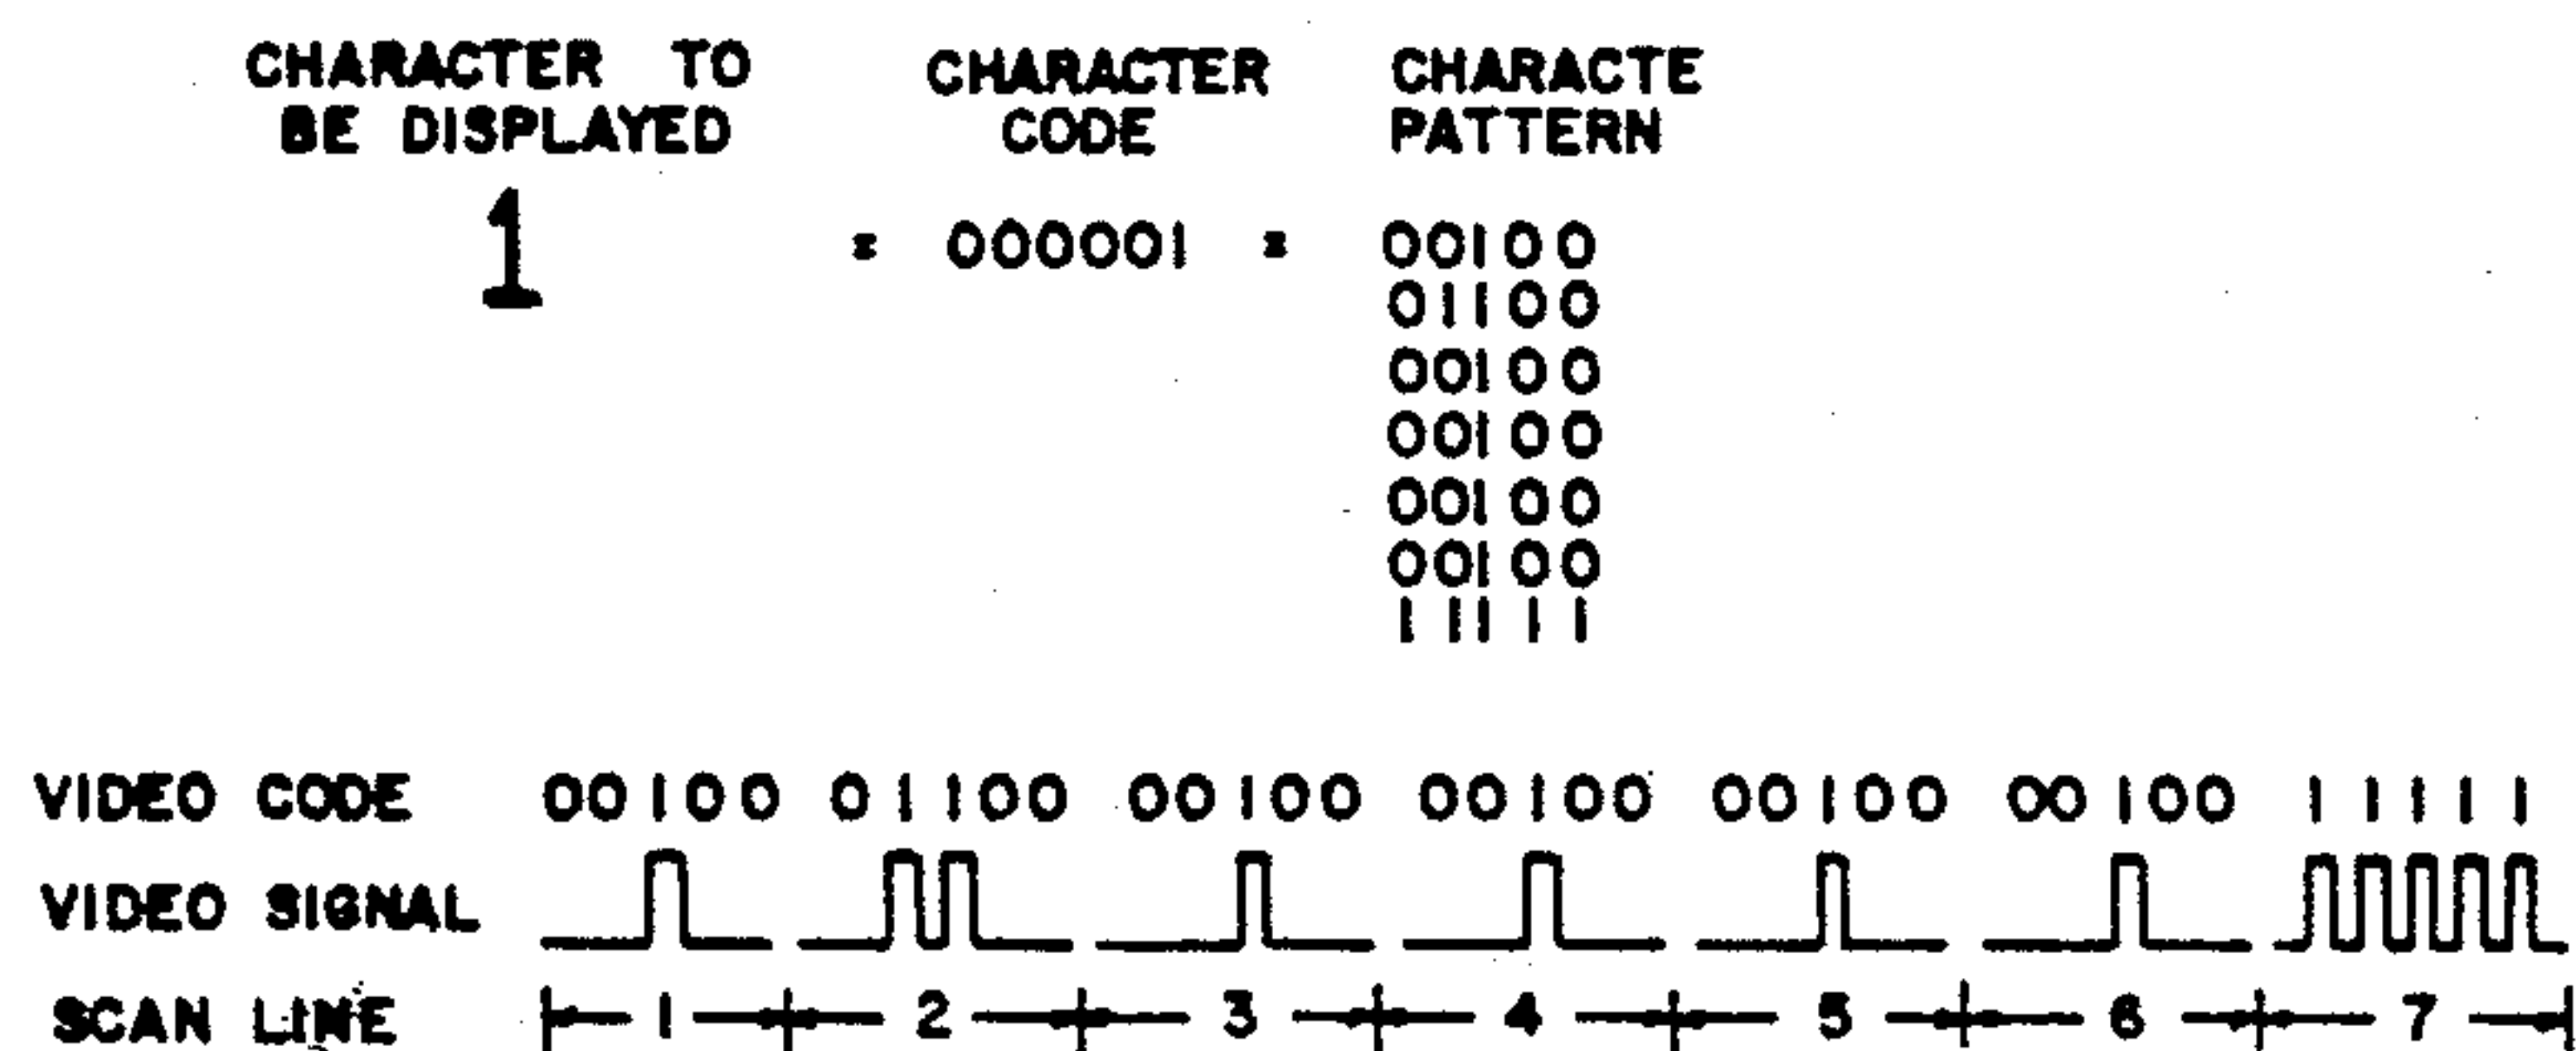 CHARACTER TO BE DISPLAYED
CHARACTER CODE
CHARACTE PATTERN
1 = 000001 = 00100
01100
00100
00100
00100
00100
11111
VIDEO CODE 00100 01100 00100 00100 00100 00100 11111
VIDEO SIGNAL
SCAN LINE 1 2 3 4 5 6 7